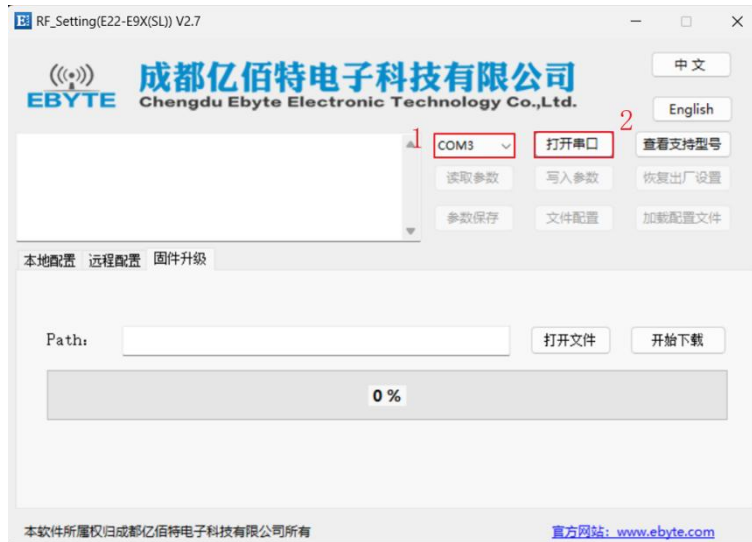 RF_Setting(E22-E9X(SL)) V2.7
中文
成都亿佰特电子科技有限公司
EBYTE
Chengdu Ebyte Electronic Technology Co.,Ltd.
English
1
2
COM3
打开串口
查看支持型号
读取参数
写入参数
恢复出厂设置
参数保存
文件配置
加载配置文件
本地配置 远程配置 固件升级
Path:
打开文件
开始下载
0 %
本软件所属权归成都亿佰特电子科技有限公司所有
官方网站: www.ebyte.com